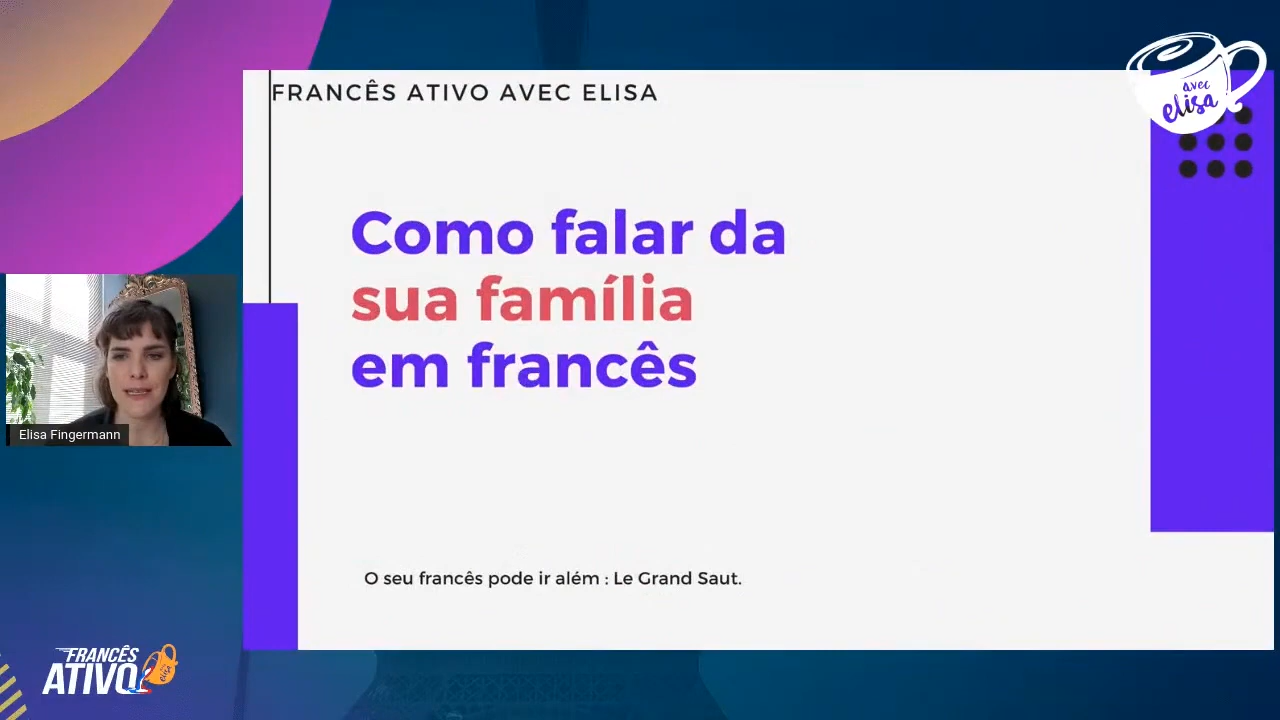 FRANCÊS ATIVO AVEC ELISA
avec
elisa
Como falar da
sua família
em francês
Elisa Fingermann
O seu francês pode ir além : Le Grand Saut.
FRANCÊS
ATIVO
elisa